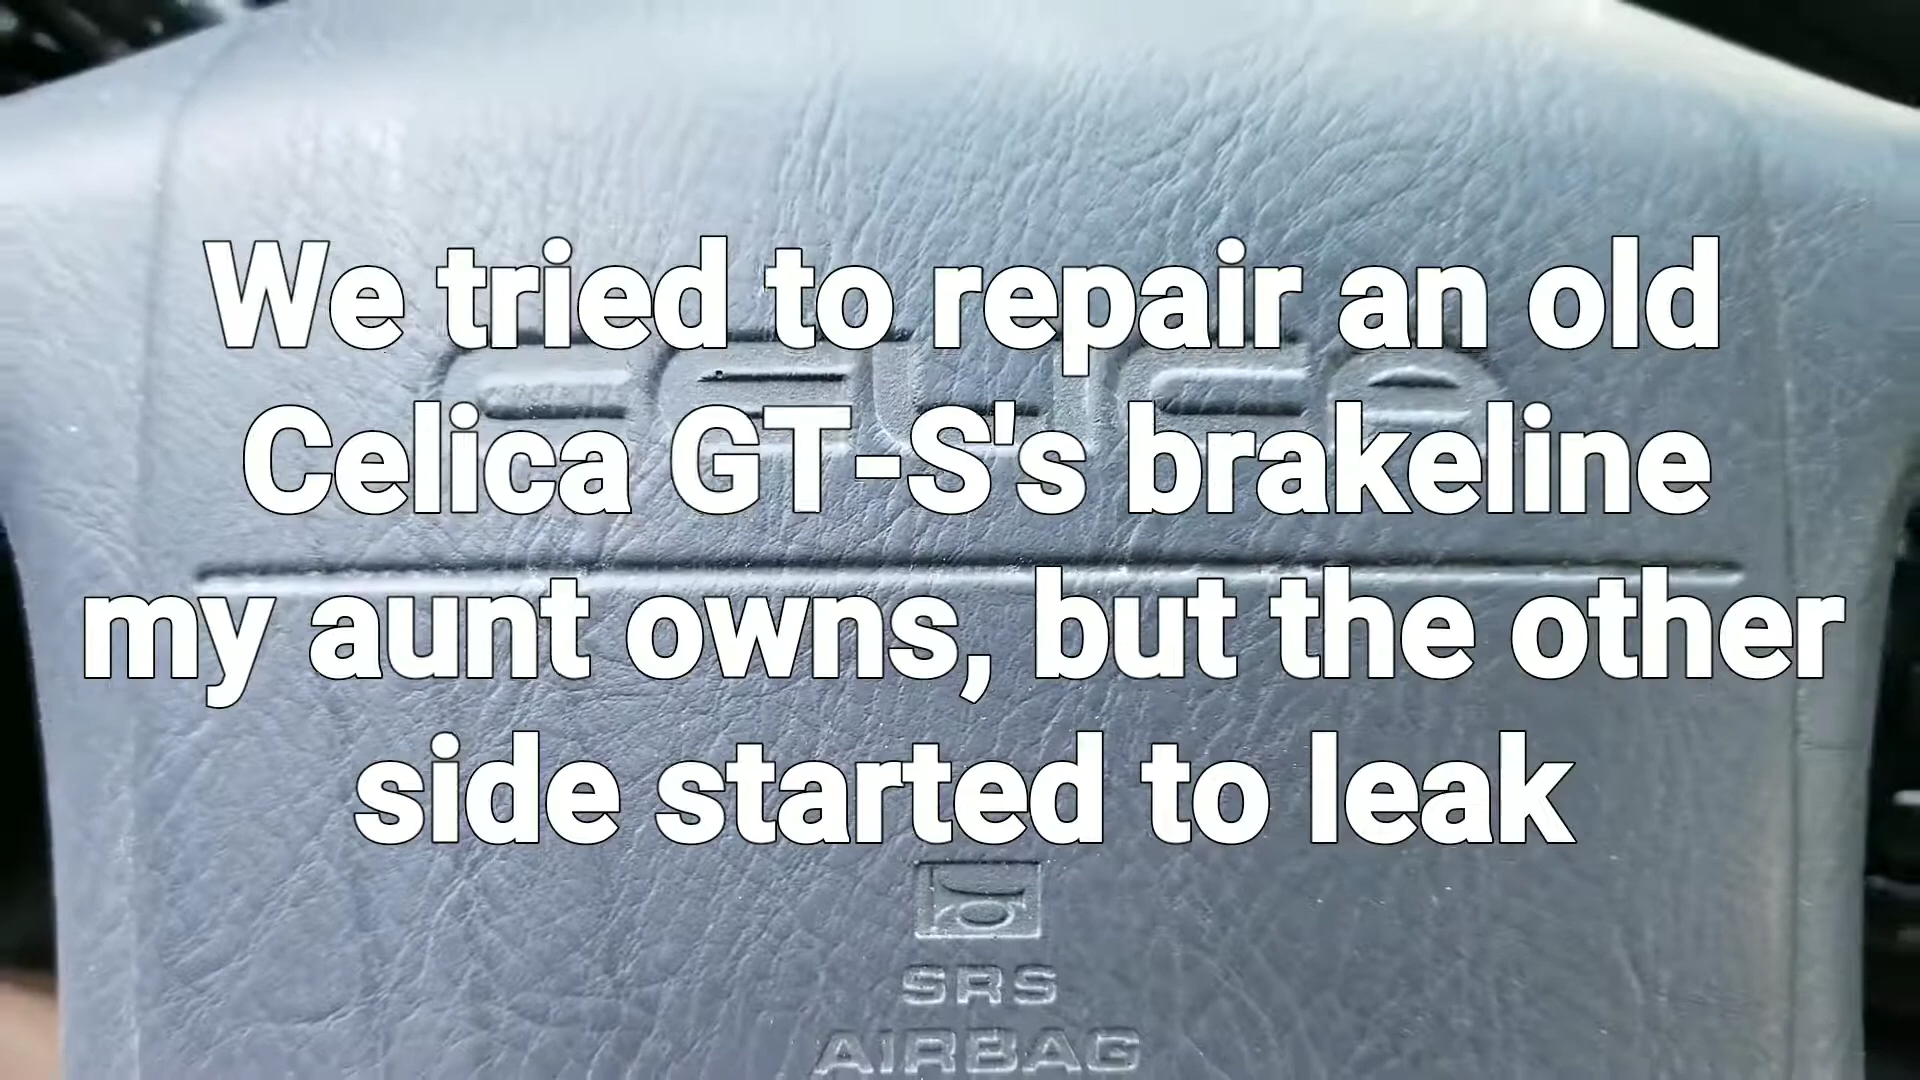 We tried to repair an old
CELICA
Celica GT-S's brakeline
my aunt owns, but the other
side started to leak
SRS
AIRBAG